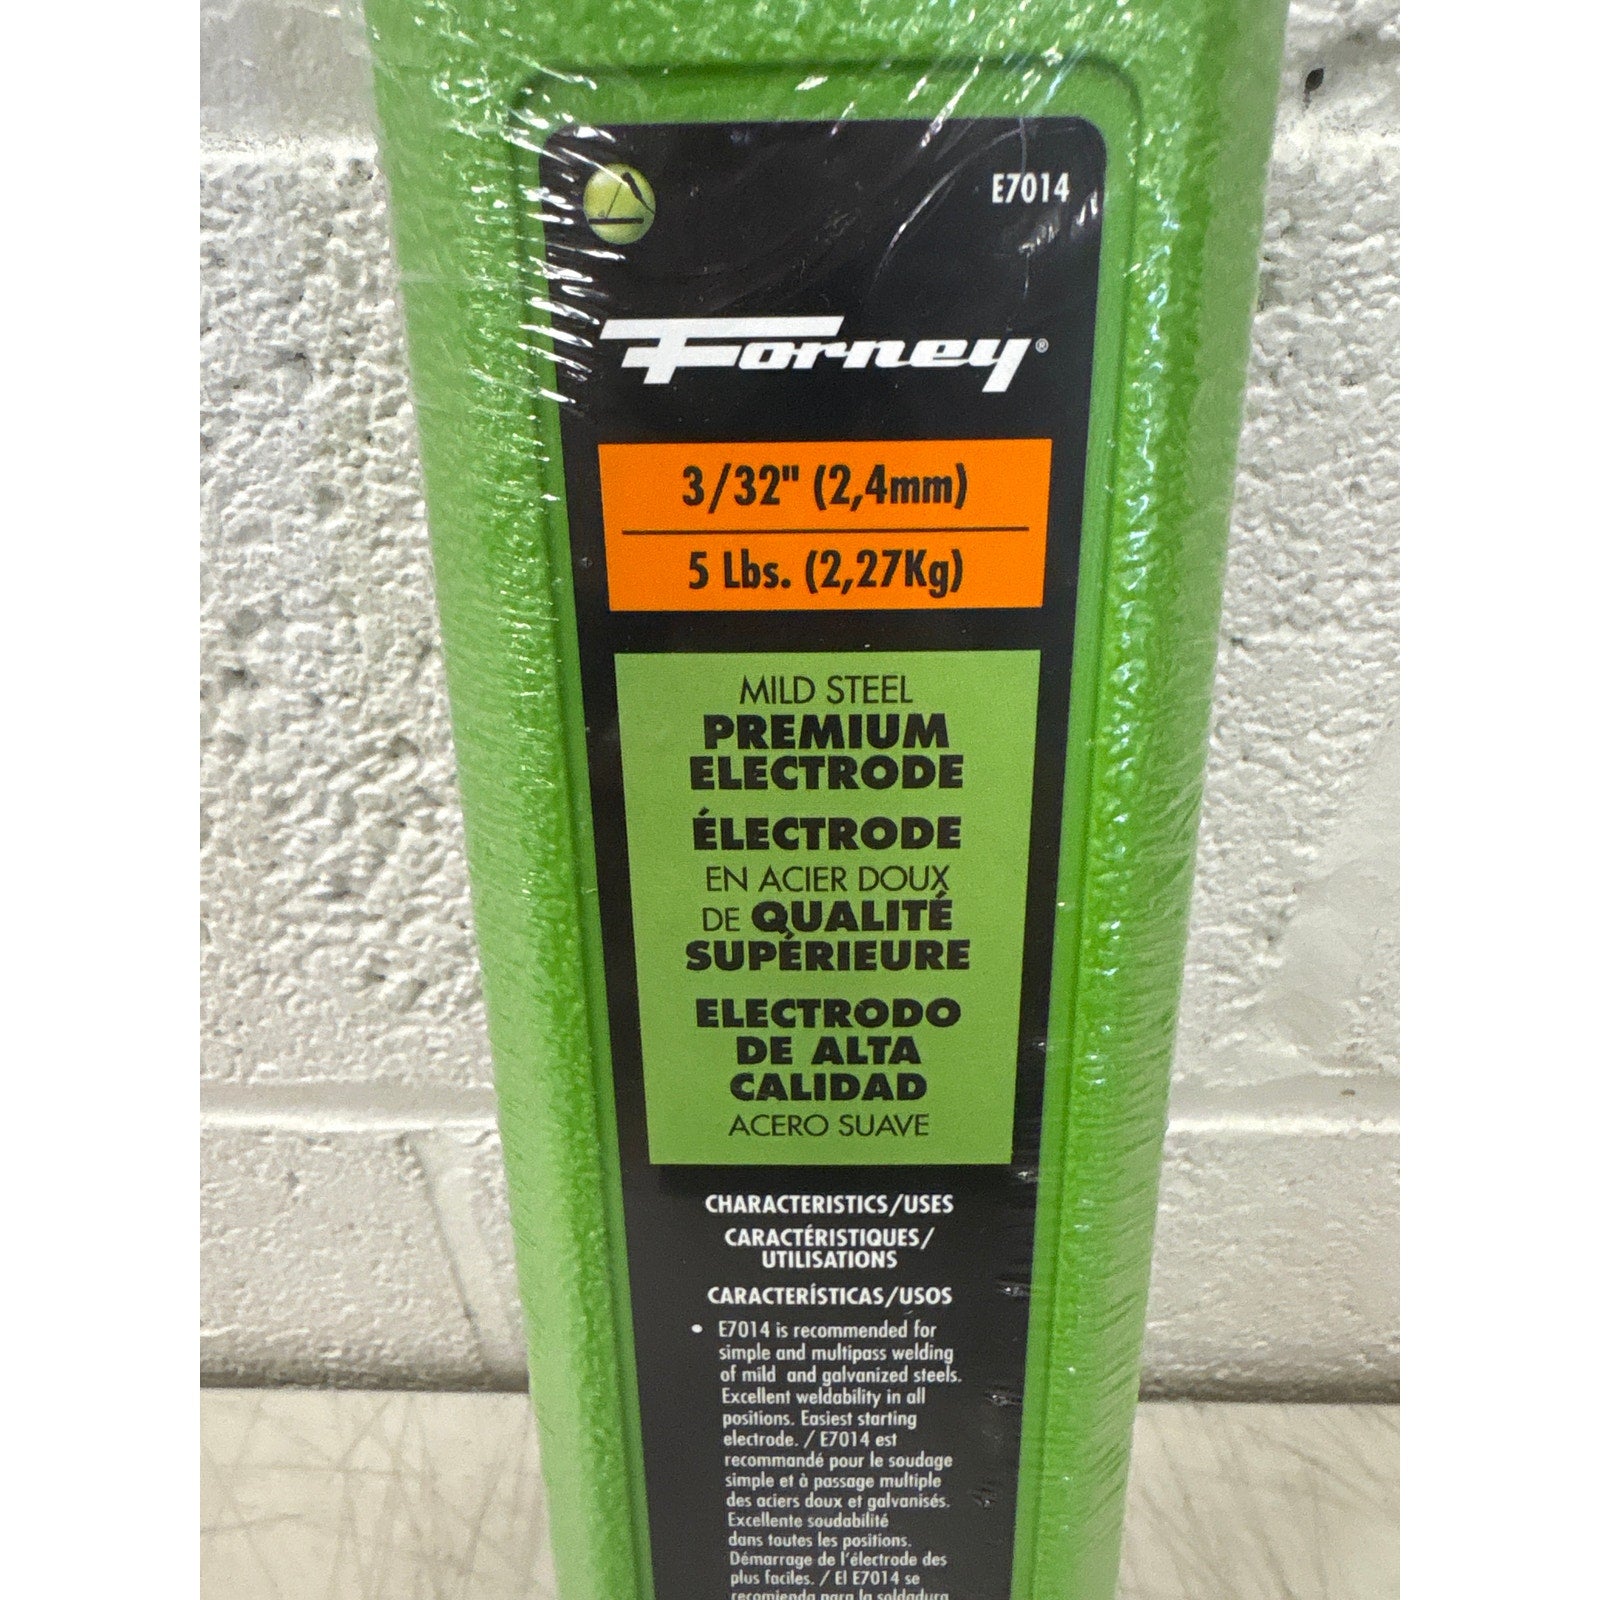 E7014
Forney®
3/32" (2,4mm)
5 Lbs. (2,27Kg)
MILD STEEL
PREMIUM
ELECTRODE
ÉLECTRODE
EN ACIER DOUX
DE QUALITÉ
SUPÉRIEURE
ELECTRODO
DE ALTA
CALIDAD
ACERO SUAVE
CHARACTERISTICS/USES
CARACTÉRISTIQUES/
UTILISATIONS
CARACTERÍSTICAS/USOS
• E7014 is recommended for
simple and multipass welding
of mild and galvanized steels.
Excellent weldability in all
positions. Easiest starting
electrode. / E7014 est
recommandé pour le soudage
simple et à passage multiple
des aciers doux et galvanisés.
Excellente soudabilité
dans toutes les positions.
Démarrage de l'électrode des
plus faciles. / El E7014 se
recomienda para la soldadura